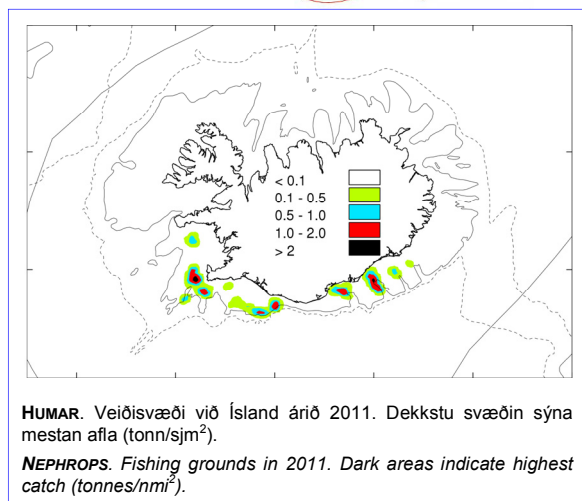 < 0.1
0.1 - 0.5
0.5 - 1.0
1.0 - 2.0
> 2
HUMAR. Veiðisvæði við Ísland árið 2011. Dekkstu svæðin sýna
mestan afla (tonn/sjm²).
NEPHROPS. Fishing grounds in 2011. Dark areas indicate highest
catch (tonnes/nmi²).